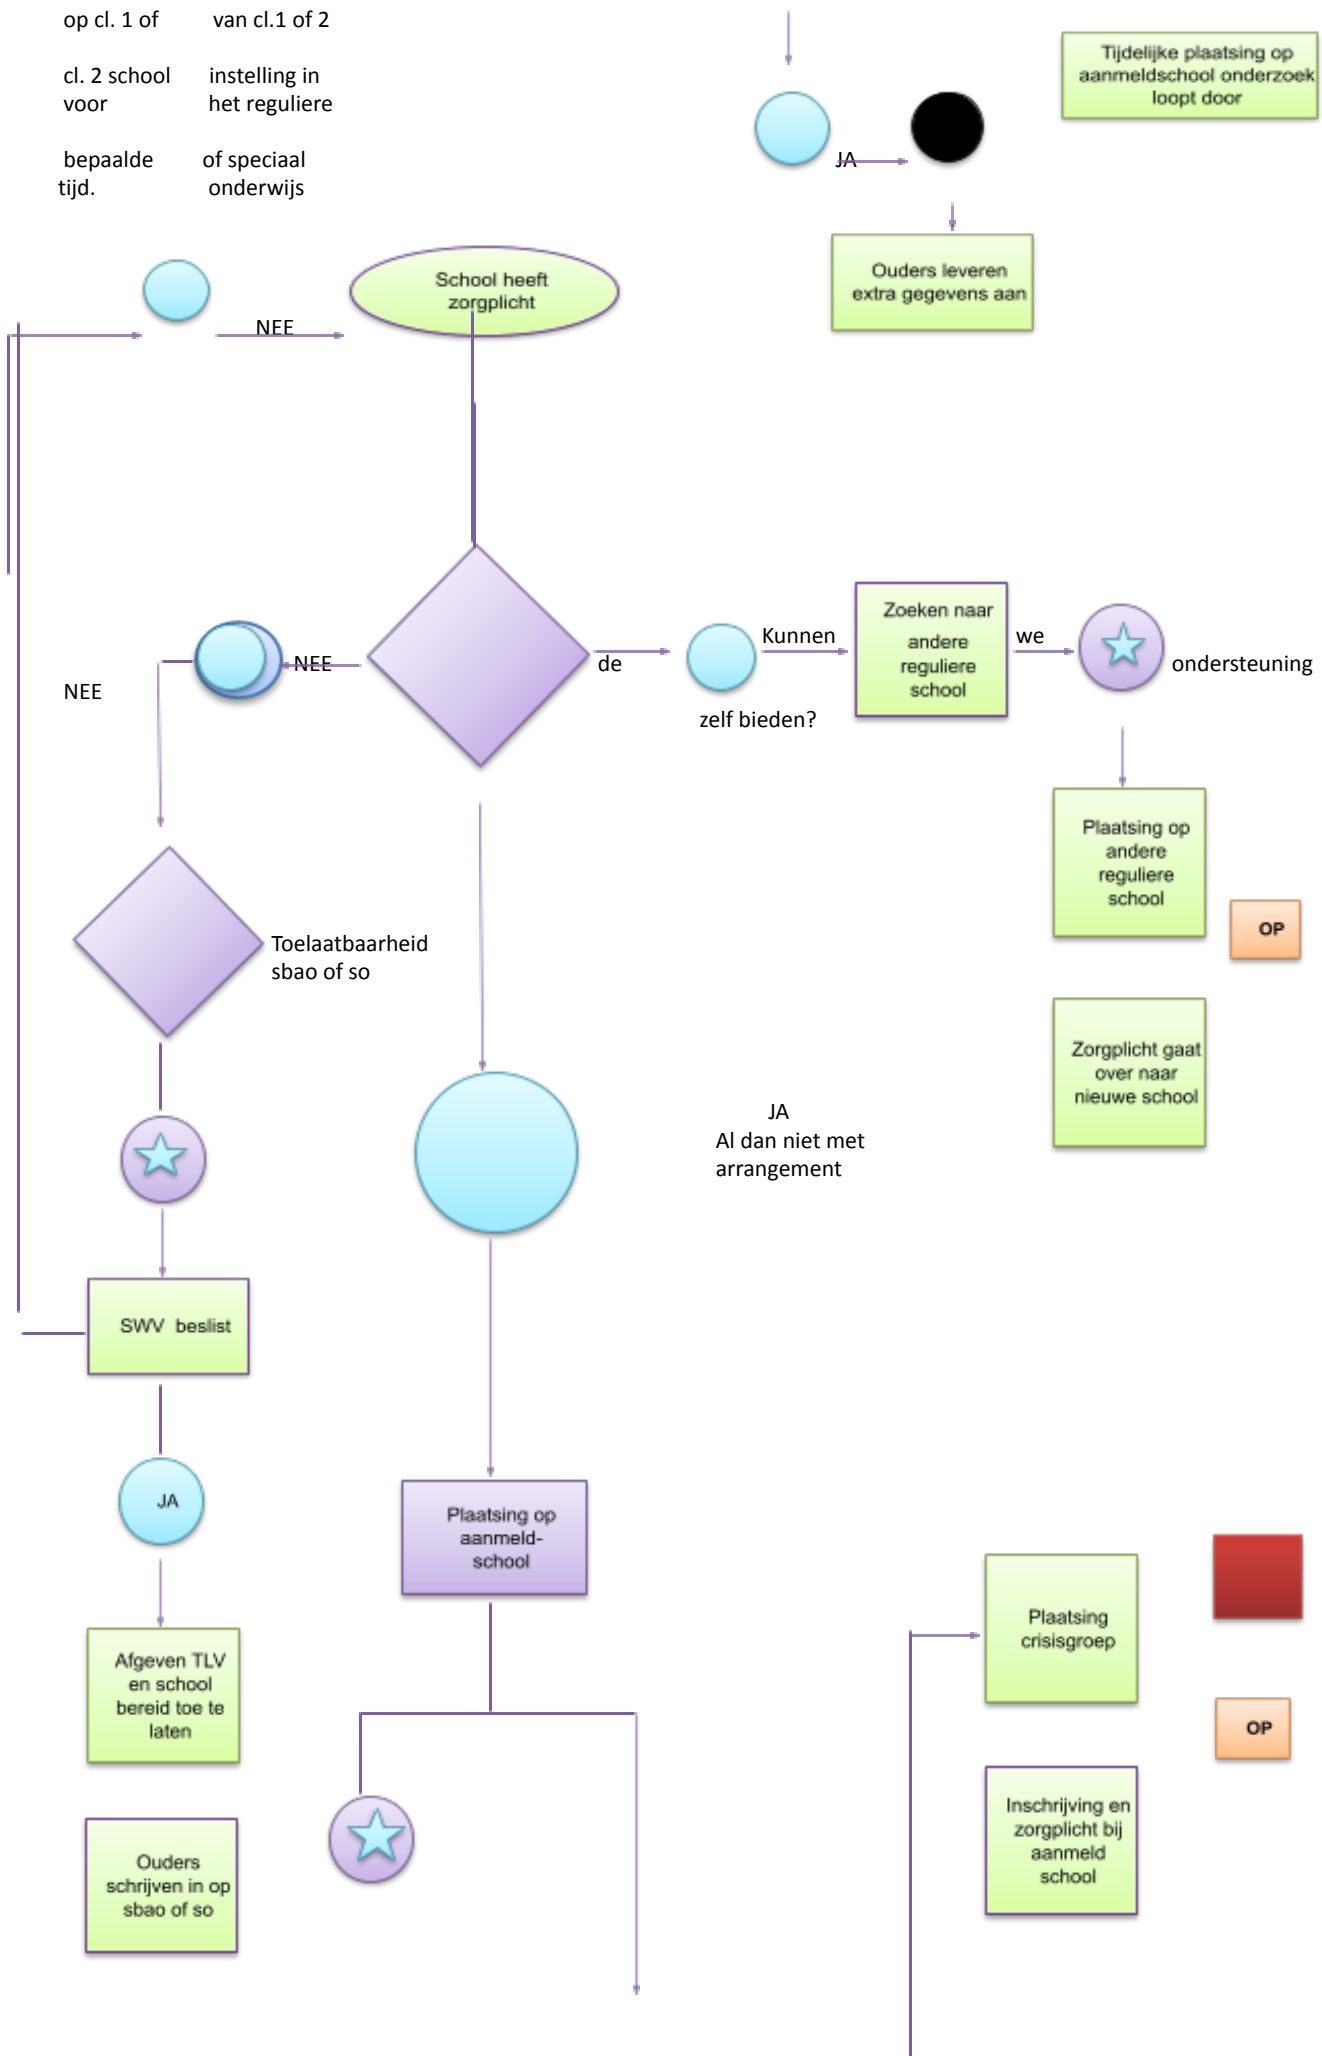 op cl. 1 of van cl.1 of 2
cl. 2 school instelling in
voor het reguliere
bepaalde of speciaal
tijd. onderwijs
Tijdelijke plaatsing op
aanmeldschool onderzoek
loopt door
JA
Ouders leveren
extra gegevens aan
School heeft
zorgplicht
NEE
NEE
NEE
de
Kunnen
zelf bieden?
Zoeken naar
andere
reguliere
school
we
ondersteuning
Plaatsing op
andere
reguliere
school
OP
Toelaatbaarheid
sbao of so
Zorgplicht gaat
over naar
nieuwe school
JA
Al dan niet met
arrangement
SWV beslist
JA
Plaatsing op
aanmeld-
school
Afgeven TLV
en school
bereid toe te
laten
Ouders
schrijven in op
sbao of so
Plaatsing
crisisgroep
OP
Inschrijving en
zorgplicht bij
aanmeld
school